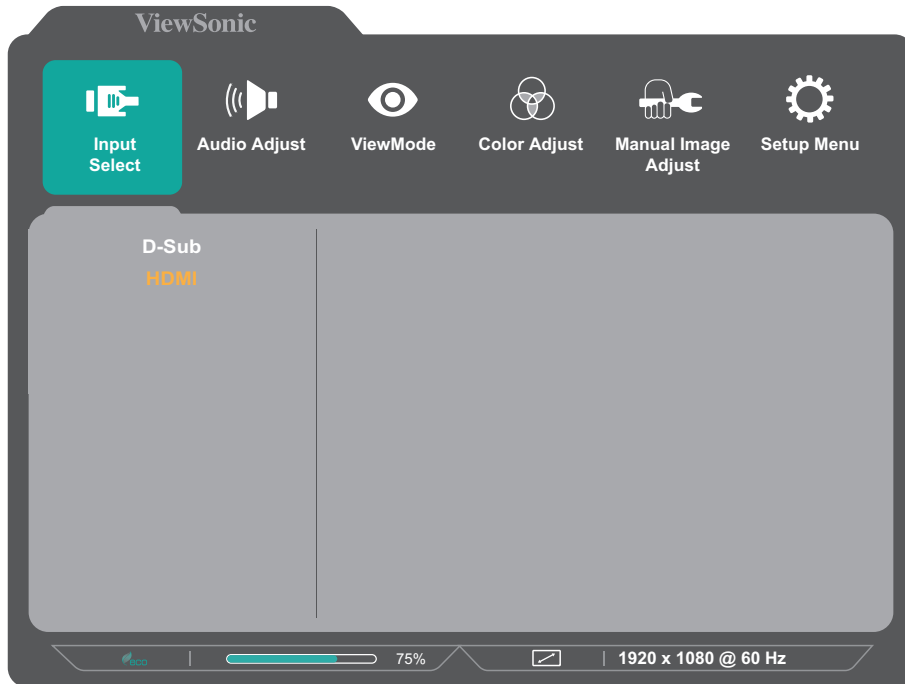 ViewSonic
Input
Select
Audio Adjust
ViewMode
Color Adjust
Manual Image
Adjust
Setup Menu
D-Sub
HDMI
eco
75%
1920 x 1080 @ 60 Hz